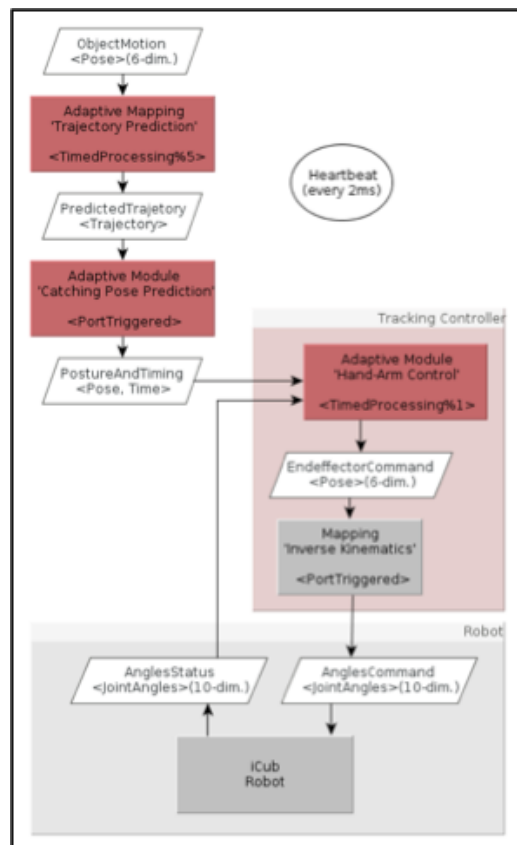 ObjectMotion
<Pose>(6-dim.)
Adaptive Mapping
'Trajectory Prediction'
<TimedProcessing%5>
Heartbeat
(every 2ms)
PredictedTrajetory
<Trajectory>
Adaptive Module
'Catching Pose Prediction'
<PortTriggered>
Tracking Controller
PostureAndTiming
<Pose, Time>
Adaptive Module
'Hand-Arm Control'
<TimedProcessing%1>
EndeffectorCommand
<Pose>(6-dim.)
Mapping
'Inverse Kinematics'
<PortTriggered>
Robot
AnglesStatus
<JointAngles>(10-dim.)
AnglesCommand
<JointAngles>(10-dim.)
iCub
Robot